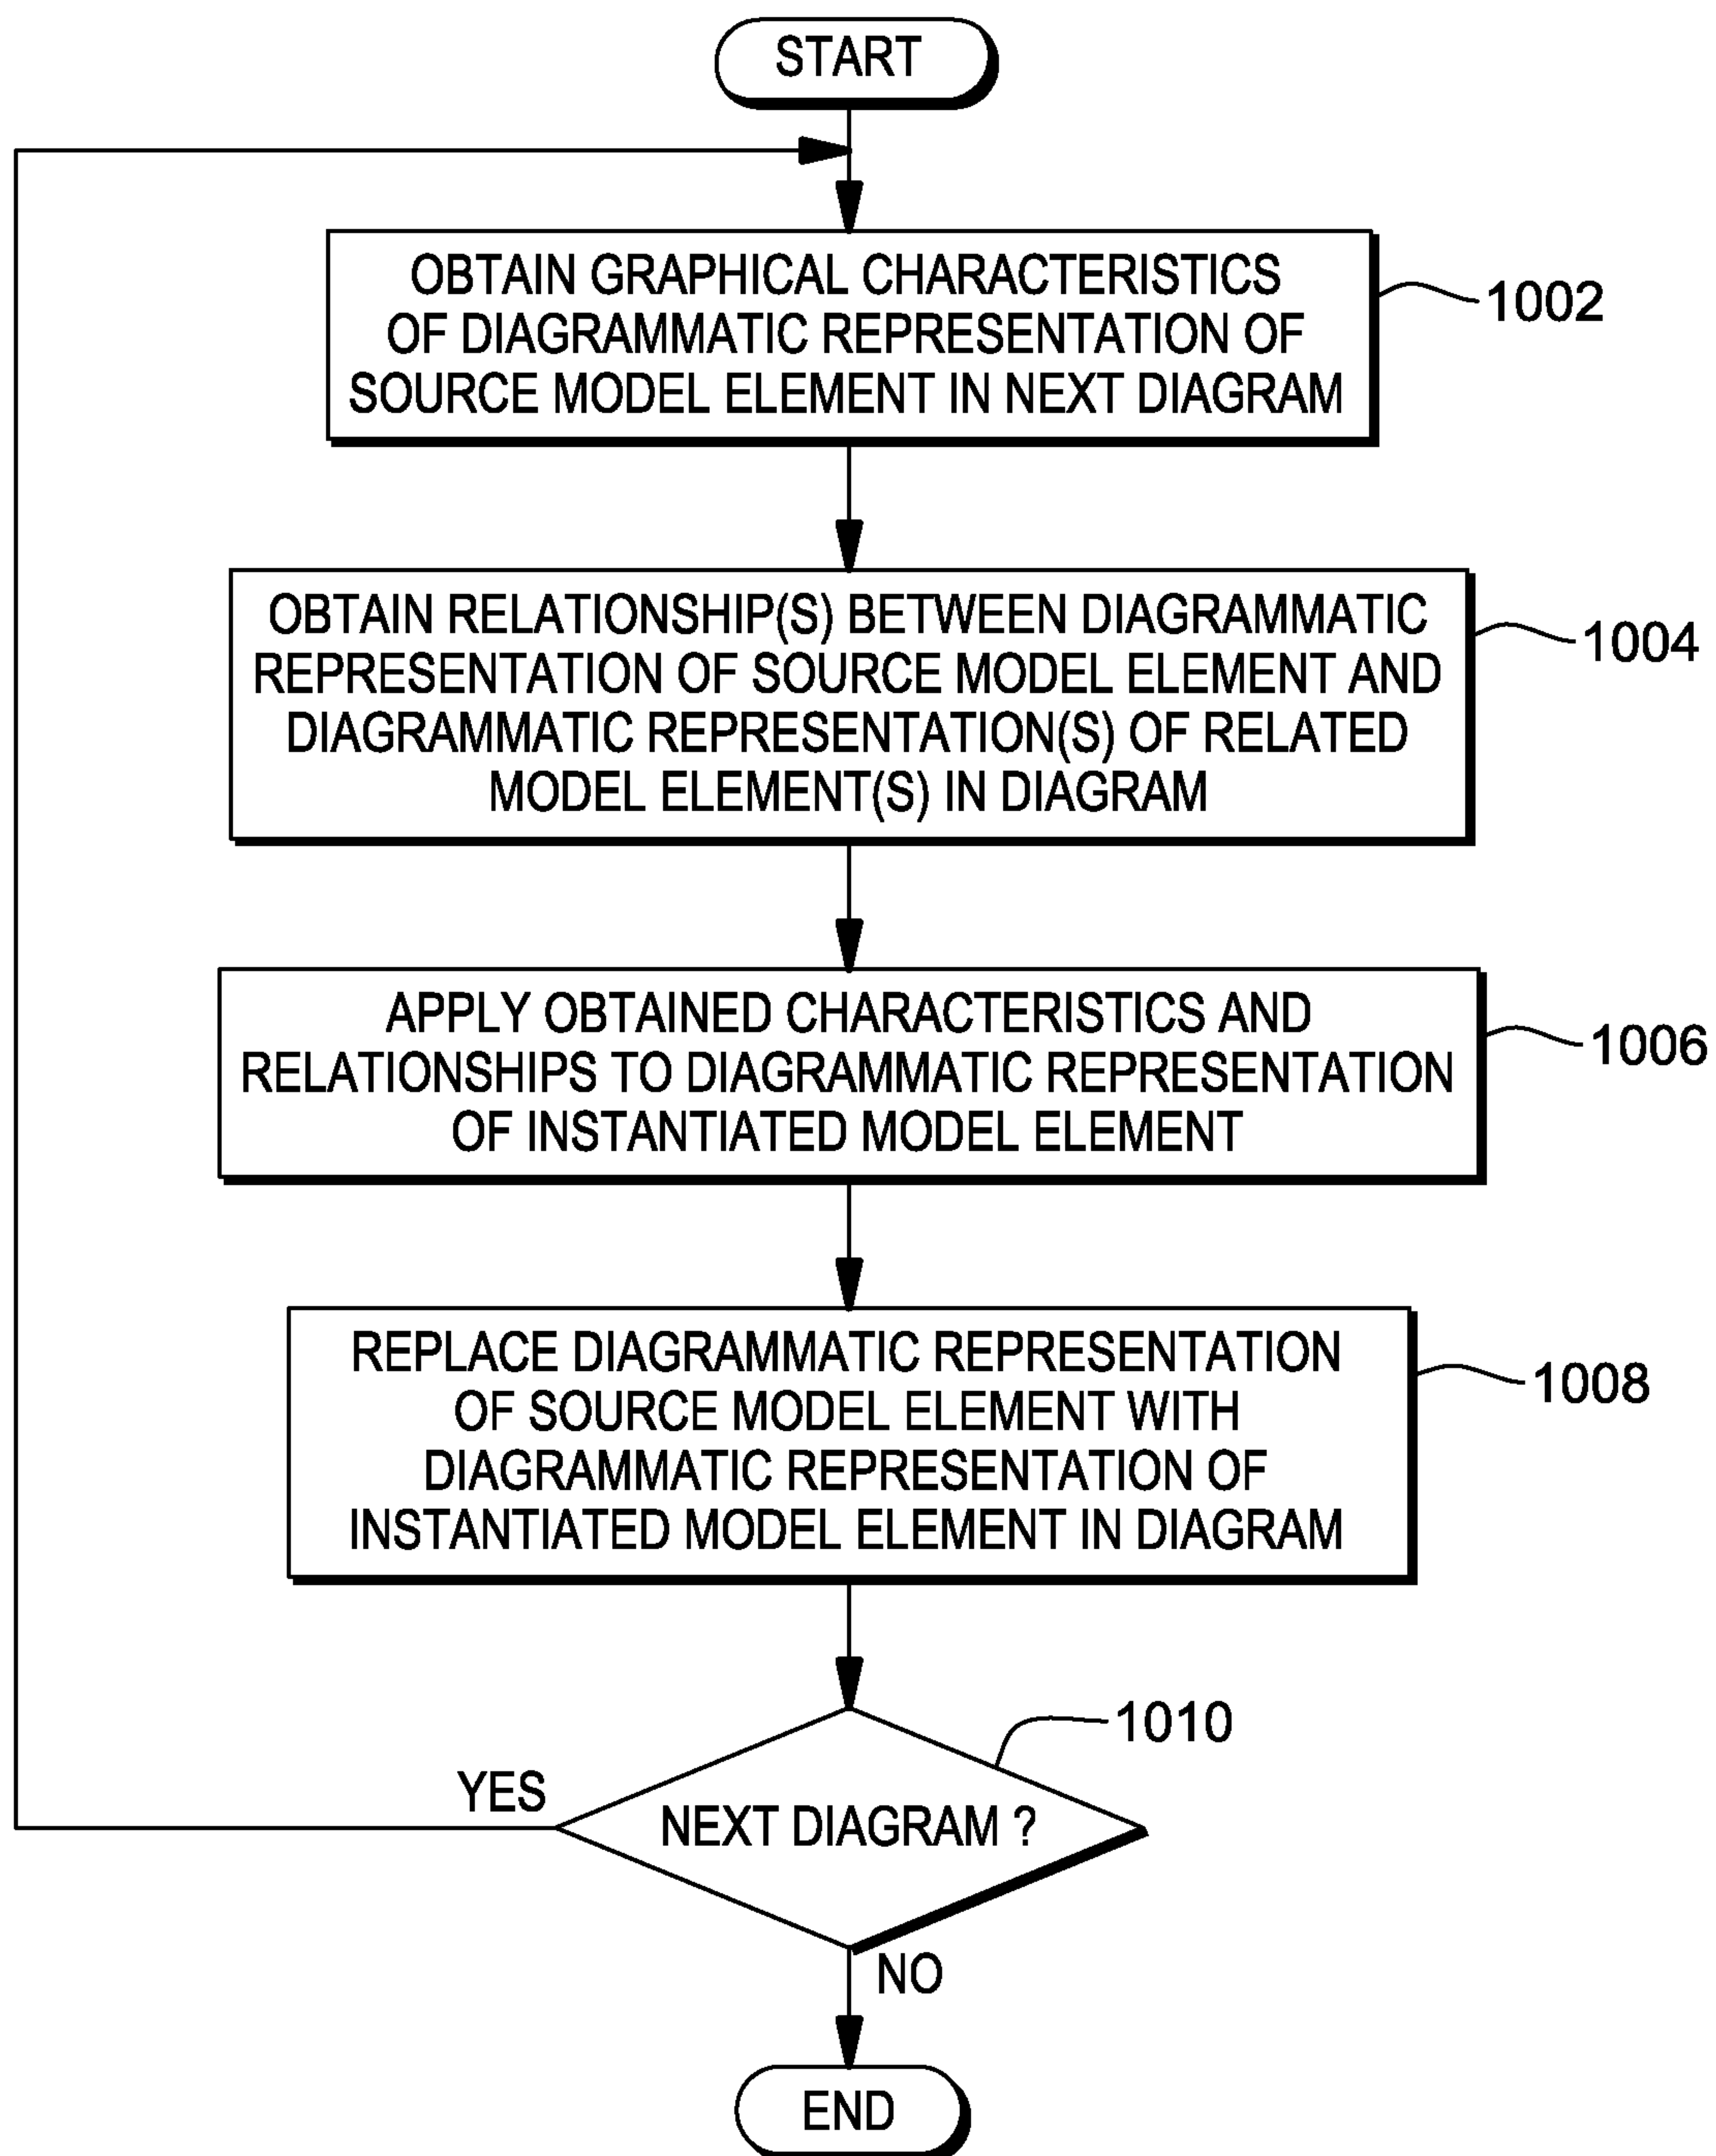 START
OBTAIN GRAPHICAL CHARACTERISTICS
OF DIAGRAMMATIC REPRESENTATION OF
SOURCE MODEL ELEMENT IN NEXT DIAGRAM
1002
OBTAIN RELATIONSHIP(S) BETWEEN DIAGRAMMATIC
REPRESENTATION OF SOURCE MODEL ELEMENT AND
DIAGRAMMATIC REPRESENTATION(S) OF RELATED
MODEL ELEMENT(S) IN DIAGRAM
1004
APPLY OBTAINED CHARACTERISTICS AND
RELATIONSHIPS TO DIAGRAMMATIC REPRESENTATION
OF INSTANTIATED MODEL ELEMENT
1006
REPLACE DIAGRAMMATIC REPRESENTATION
OF SOURCE MODEL ELEMENT WITH
DIAGRAMMATIC REPRESENTATION OF
INSTANTIATED MODEL ELEMENT IN DIAGRAM
1008
1010
YES
NEXT DIAGRAM ?
NO
END